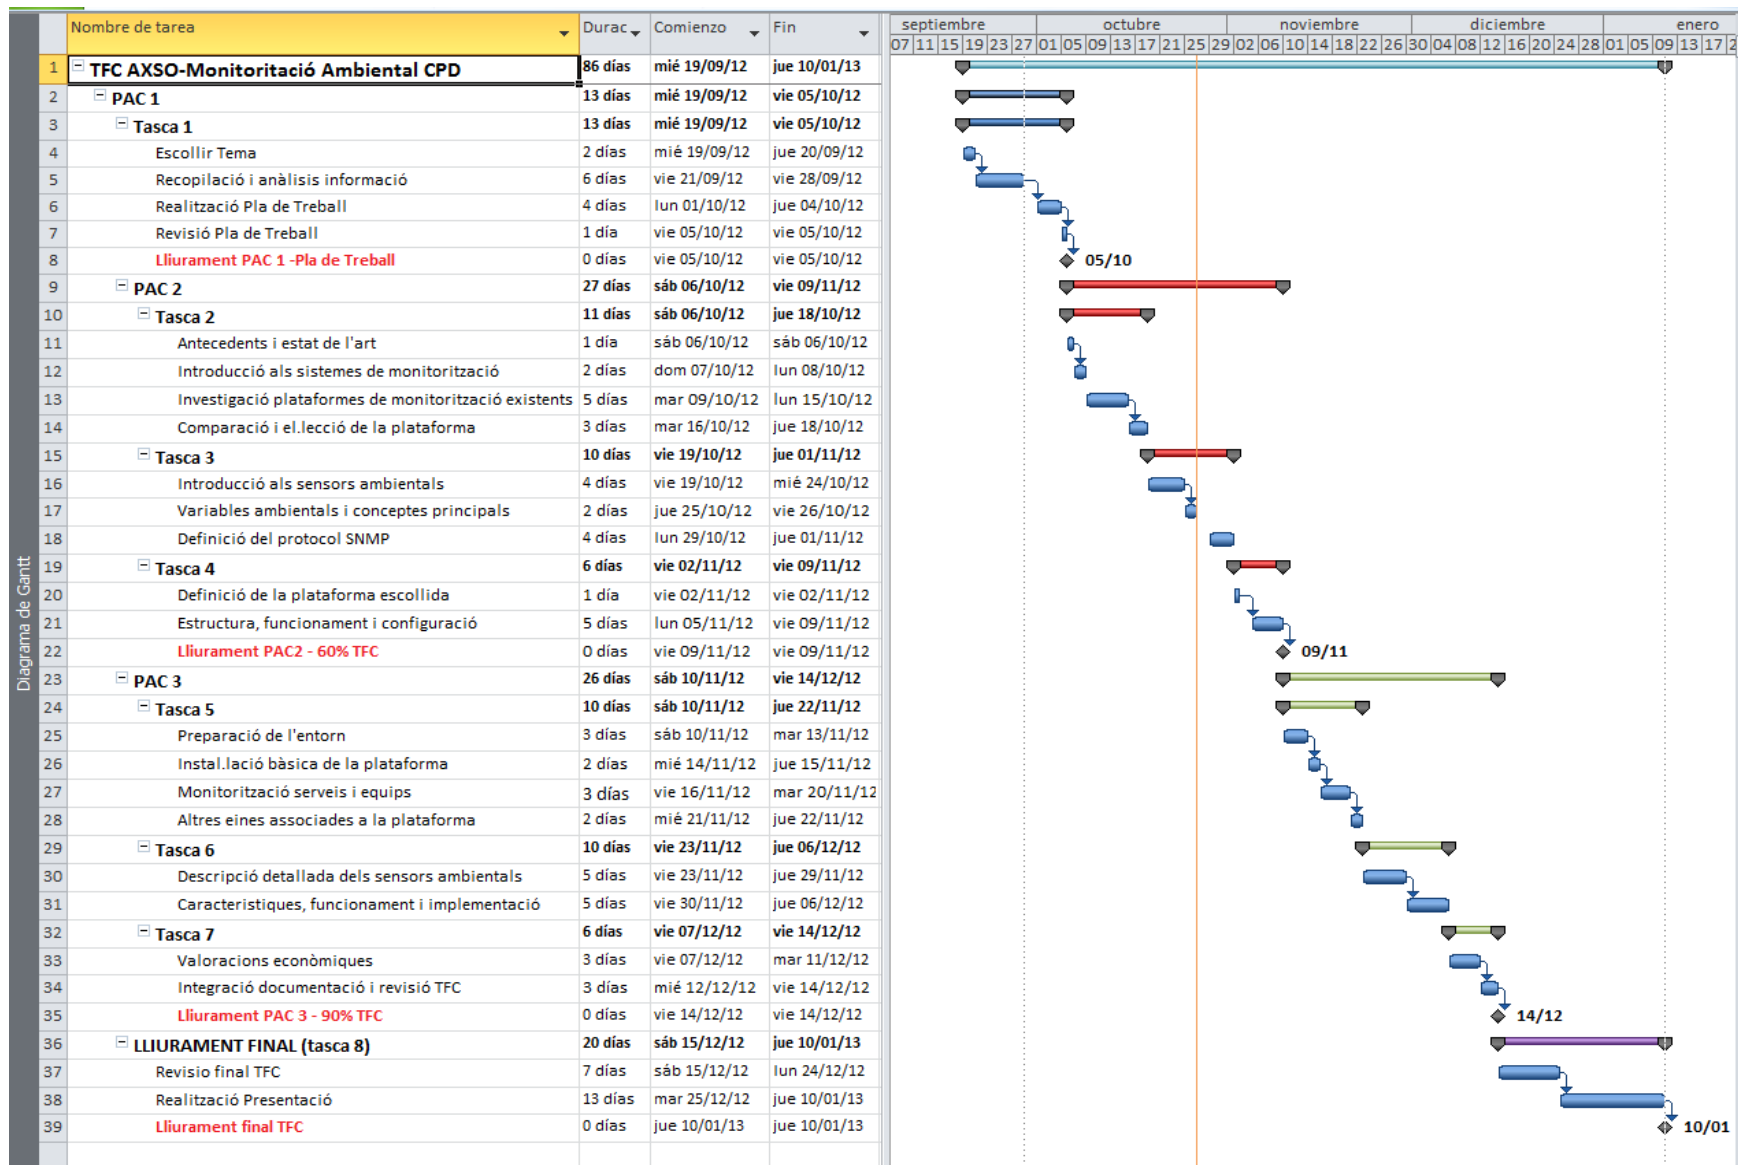 Nombre de tarea Durac Comienzo Fin septiembre octubre noviembre diciembre enero
07 11 15 19 23 27 01 05 09 13 17 21 25 29 02 06 10 14 18 22 26 30 04 08 12 16 20 24 28 01 05 09 13 17 2
1 TFC AXSO-Monitoritació Ambiental CPD 86 días mié 19/09/12 jue 10/01/13
2 PAC 1 13 días mié 19/09/12 vie 05/10/12
3 Tasca 1 13 días mié 19/09/12 vie 05/10/12
4 Escollir Tema 2 días mié 19/09/12 jue 20/09/12
5 Recopilació i anàlisis informació 6 días vie 21/09/12 vie 28/09/12
6 Realització Pla de Treball 4 días lun 01/10/12 jue 04/10/12
7 Revisió Pla de Treball 1 día vie 05/10/12 vie 05/10/12
8 Lliurament PAC 1 -Pla de Treball 0 días vie 05/10/12 vie 05/10/12 05/10
9 PAC 2 27 días sáb 06/10/12 vie 09/11/12
10 Tasca 2 11 días sáb 06/10/12 jue 18/10/12
11 Antecedents i estat de l'art 1 día sáb 06/10/12 sáb 06/10/12
12 Introducció als sistemes de monitorització 2 días dom 07/10/12 lun 08/10/12
13 Investigació plataformes de monitorització existents 5 días mar 09/10/12 lun 15/10/12
14 Comparació i el.lecció de la plataforma 3 días mar 16/10/12 jue 18/10/12
15 Tasca 3 10 días vie 19/10/12 jue 01/11/12
16 Introducció als sensors ambientals 4 días vie 19/10/12 mié 24/10/12
17 Variables ambientals i conceptes principals 2 días jue 25/10/12 vie 26/10/12
18 Definició del protocol SNMP 4 días lun 29/10/12 jue 01/11/12
19 Tasca 4 6 días vie 02/11/12 vie 09/11/12
20 Definició de la plataforma escollida 1 día vie 02/11/12 vie 02/11/12
21 Estructura, funcionament i configuració 5 días lun 05/11/12 vie 09/11/12
22 Lliurament PAC2 - 60% TFC 0 días vie 09/11/12 vie 09/11/12 09/11
23 PAC 3 26 días sáb 10/11/12 vie 14/12/12
24 Tasca 5 10 días sáb 10/11/12 jue 22/11/12
25 Preparació de l'entorn 3 días sáb 10/11/12 mar 13/11/12
26 Instal.lació bàsica de la plataforma 2 días mié 14/11/12 jue 15/11/12
27 Monitorització serveis i equips 3 días vie 16/11/12 mar 20/11/12
28 Altres eines associades a la plataforma 2 días mié 21/11/12 jue 22/11/12
29 Tasca 6 10 días vie 23/11/12 jue 06/12/12
30 Descripció detallada dels sensors ambientals 5 días vie 23/11/12 jue 29/11/12
31 Caracteristiques, funcionament i implementació 5 días vie 30/11/12 jue 06/12/12
32 Tasca 7 6 días vie 07/12/12 vie 14/12/12
33 Valoracions econòmiques 3 días vie 07/12/12 mar 11/12/12
34 Integració documentació i revisió TFC 3 días mié 12/12/12 vie 14/12/12
35 Lliurament PAC 3 - 90% TFC 0 días vie 14/12/12 vie 14/12/12 14/12
36 LLIURAMENT FINAL (tasca 8) 20 días sáb 15/12/12 jue 10/01/13
37 Revisio final TFC 7 días sáb 15/12/12 lun 24/12/12
38 Realització Presentació 13 días mar 25/12/12 jue 10/01/13
39 Lliurament final TFC 0 días jue 10/01/13 jue 10/01/13 10/01
Diagrama de Gantt